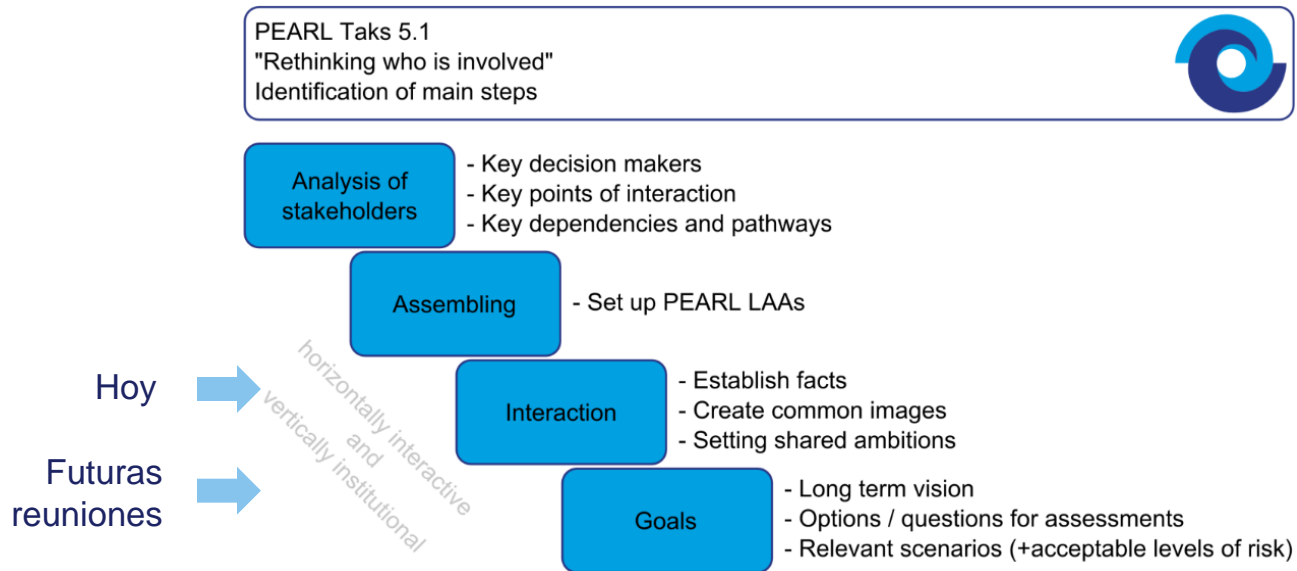 PEARL Taks 5.1
"Rethinking who is involved"
Identification of main steps
Analysis of
stakeholders
- Key decision makers
- Key points of interaction
- Key dependencies and pathways
Assembling
- Set up PEARL LAAs
horizontally interactive
and
vertically institutional
Hoy
Interaction
- Establish facts
- Create common images
- Setting shared ambitions
Futuras
reuniones
Goals
- Long term vision
- Options / questions for assessments
- Relevant scenarios (+acceptable levels of risk)